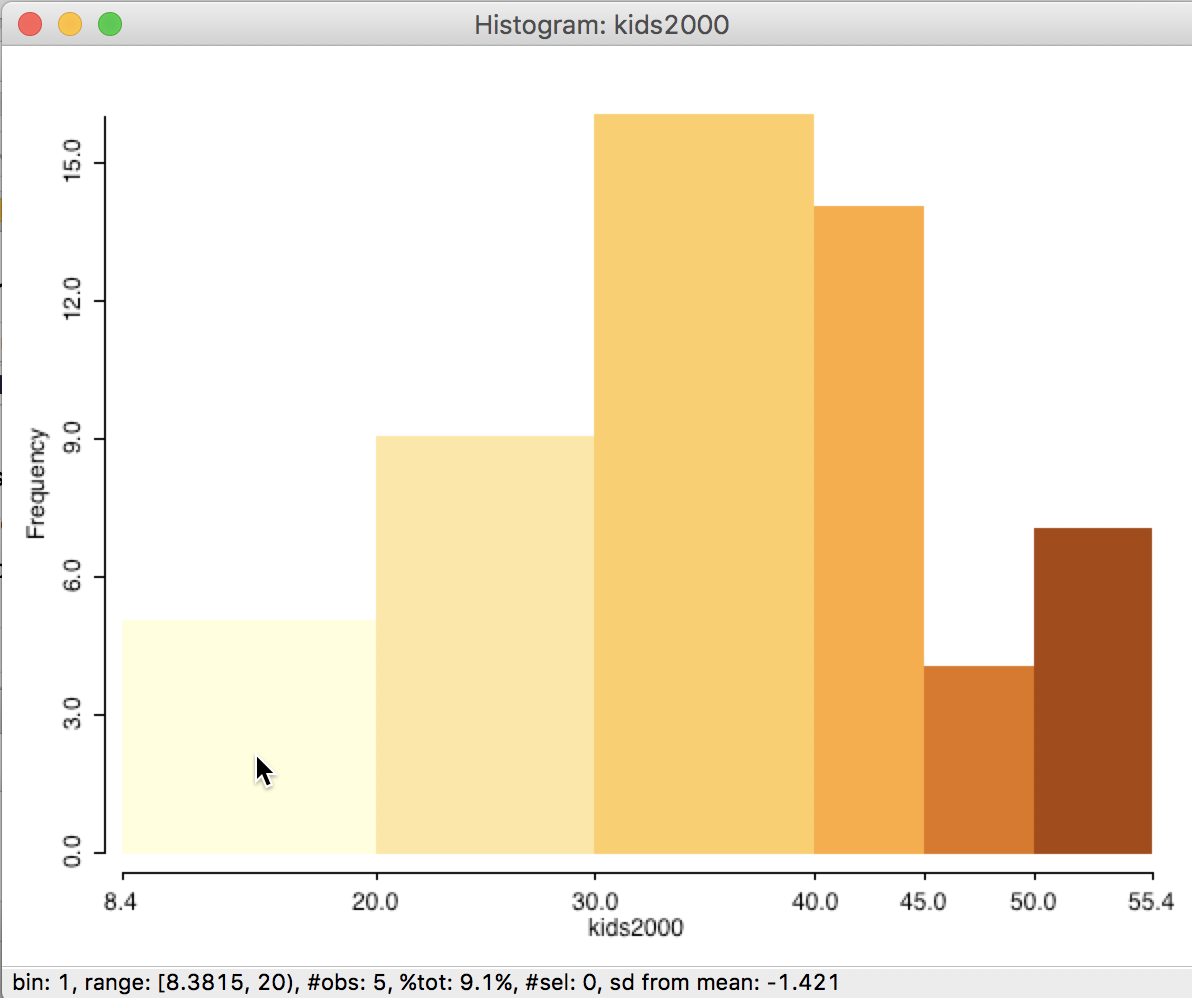 Histogram: kids2000
15.0
12.0
9.0
6.0
3.0
0.0
Frequency
8.4 20.0 30.0 40.0 45.0 50.0 55.4
kids2000
bin: 1, range: [8.3815, 20), #obs: 5, %tot: 9.1%, #sel: 0, sd from mean: -1.421